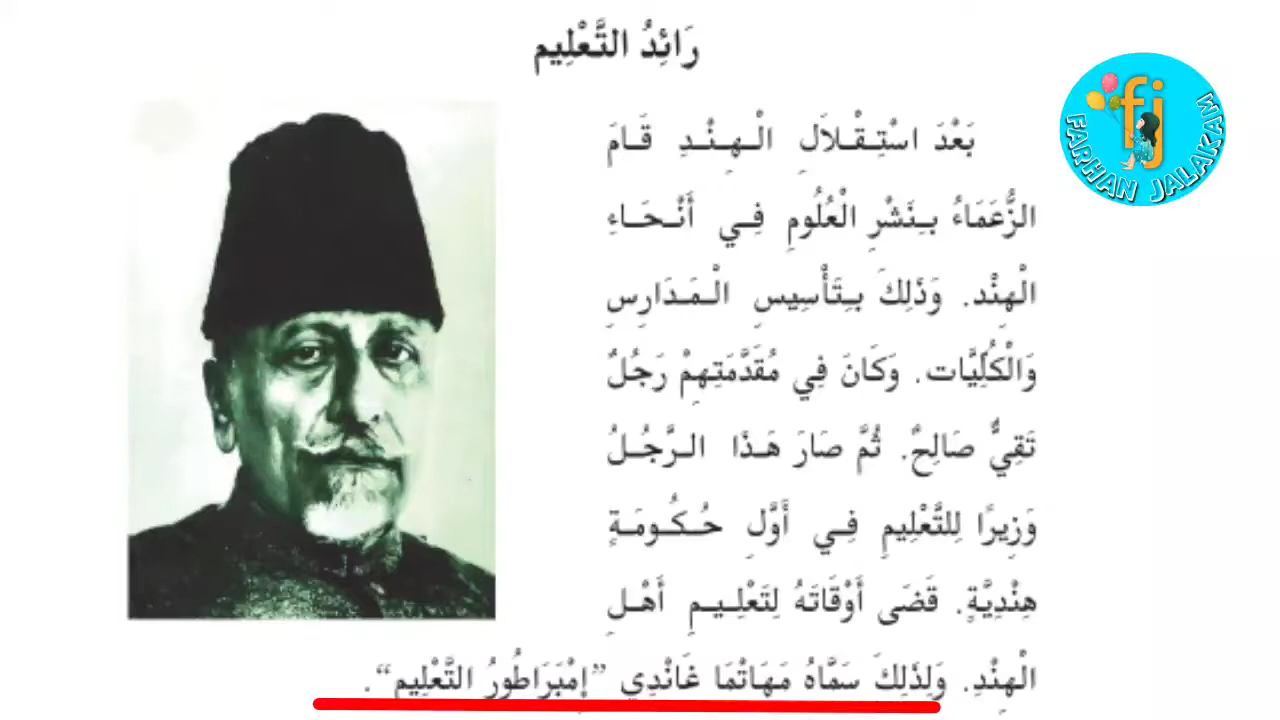 رَائِدُ التَّعْلِيم
بَعْدَ اسْتِقْلاَلِ الْهِنْدِ قَامَ
الزُّعَمَاءُ بِنَشْرِ الْعُلُومِ فِي أَنْحَاءِ
الْهِنْد. وَذَلِكَ بِتَأْسِيسِ الْمَدَارِسِ
وَالْكُلِّيَّات. وَكَانَ فِي مُقَدَّمَتِهِمْ رَجُلٌ
تَقِيٌّ صَالِحٌ. ثُمَّ صَارَ هَذَا الرَّجُلُ
وَزِيرًا لِلتَّعْلِيمِ فِي أَوَّلِ حُكُومَةٍ
هِنْدِيَّةٍ. قَضَى أَوْقَاتَهُ لِتَعْلِيمِ أَهْلِ
الْهِنْدِ. وَلِذَلِكَ سَمَّاهُ مَهَاتْمَا غَانْدِي ”إِمْبَرَاطُورُ التَّعْلِيم“.
fj
FARHAN JALAKAM